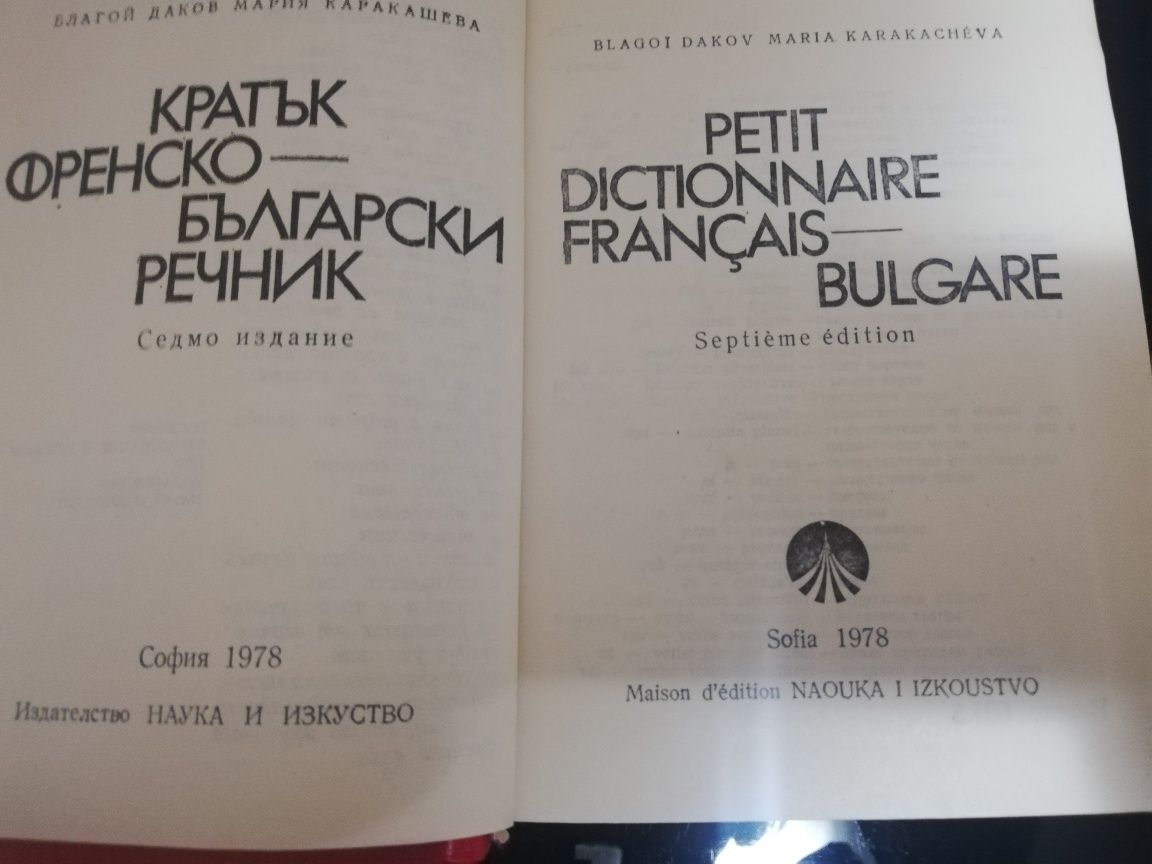 БЛАГОЙ ДАКОВ МАРИЯ КАРАКАШЕВА
КРАТЪК
ФРЕНСКО—
БЪЛГАРСКИ
РЕЧНИК
Седмо издание
София 1978
Издателство НАУКА И ИЗКУСТВО
BLAGOÏ DAKOV MARIA KARAKACHÉVA
PETIT
DICTIONNAIRE
FRANÇAIS—
BULGARE
Septième édition
Sofia 1978
Maison d'édition NAOUKA I IZKOUSTVO